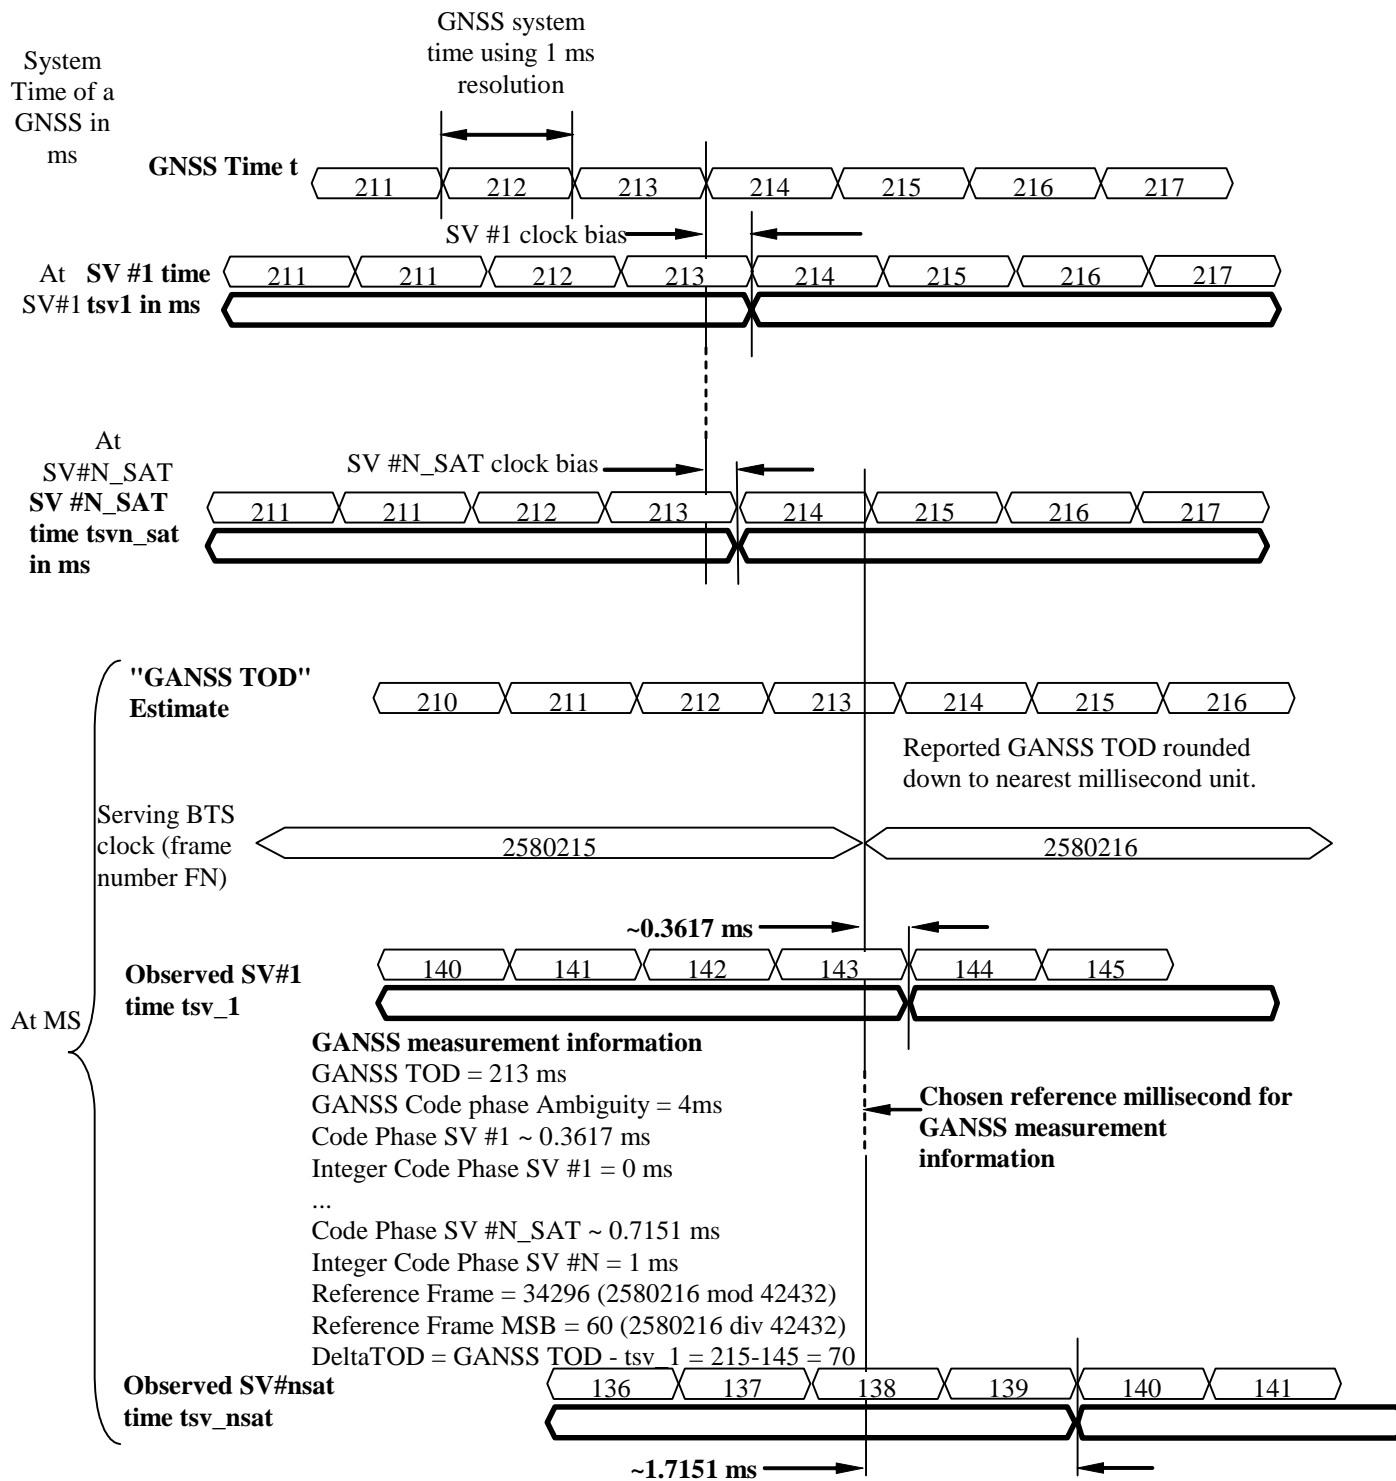 GNSS system
time using 1 ms
resolution
System
Time of a
GNSS in
ms
GNSS Time t
211 212 213 214 215 216 217
SV #1 clock bias
At SV #1 time
SV#1 tsv1 in ms
211 211 212 213 214 215 216 217
At
SV#N_SAT
SV #N_SAT clock bias
SV #N_SAT
time tsvn_sat
in ms
211 211 212 213 214 215 216 217
"GANSS TOD"
Estimate
210 211 212 213 214 215 216
Reported GANSS TOD rounded
down to nearest millisecond unit.
Serving BTS
clock (frame
number FN)
2580215 2580216
~0.3617 ms
Observed SV#1
time tsv_1
140 141 142 143 144 145
At MS
GANSS measurement information
GANSS TOD = 213 ms
GANSS Code phase Ambiguity = 4ms
Code Phase SV #1 ~ 0.3617 ms
Integer Code Phase SV #1 = 0 ms
...
Code Phase SV #N_SAT ~ 0.7151 ms
Integer Code Phase SV #N = 1 ms
Reference Frame = 34296 (2580216 mod 42432)
Reference Frame MSB = 60 (2580216 div 42432)
DeltaTOD = GANSS TOD - tsv_1 = 215-145 = 70
Chosen reference millisecond for
GANSS measurement
information
Observed SV#nsat
time tsv_nsat
136 137 138 139 140 141
~1.7151 ms